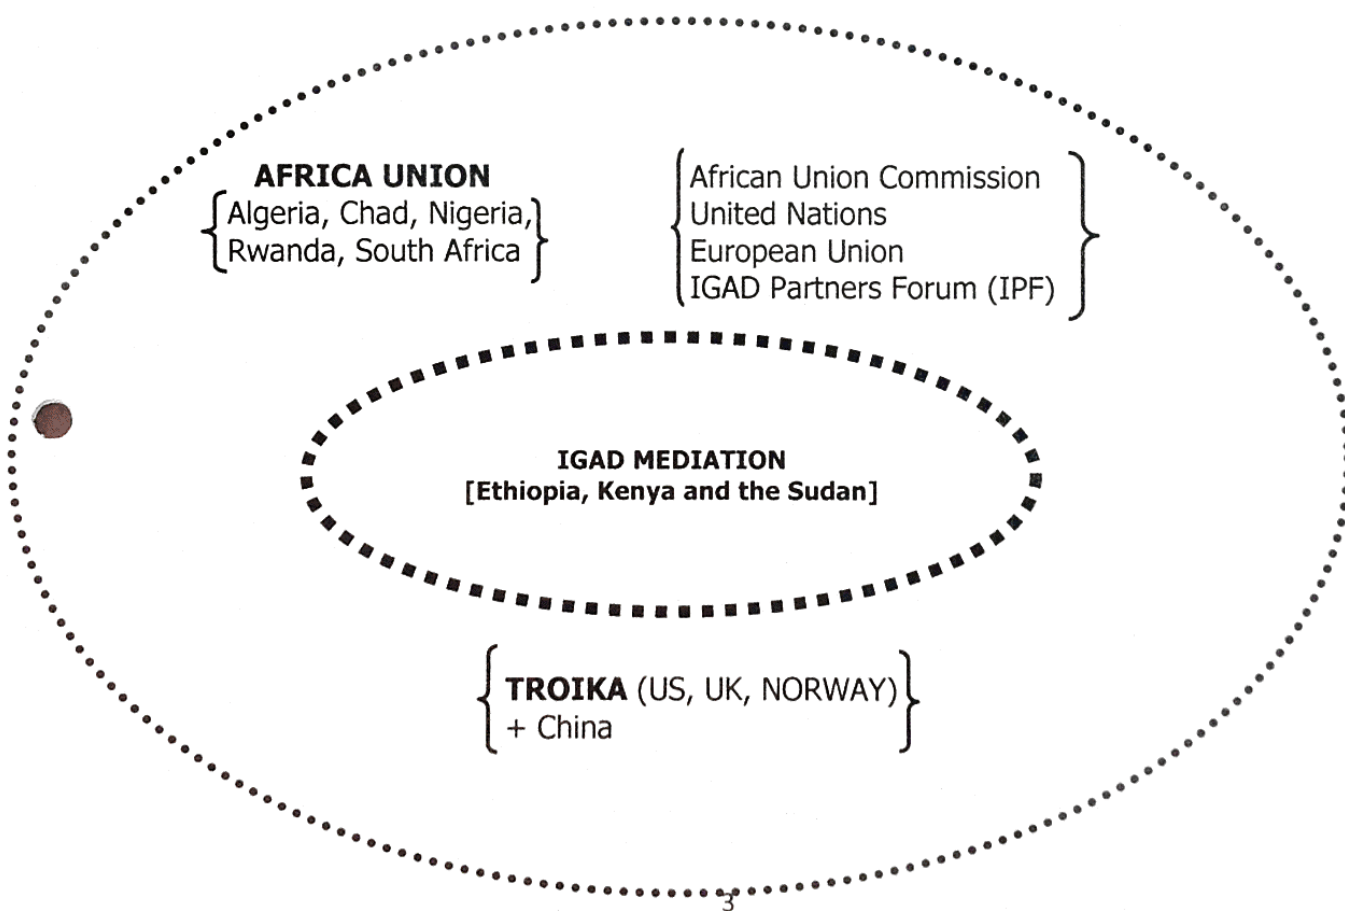 AFRICA UNION
Algeria, Chad, Nigeria,
Rwanda, South Africa
African Union Commission
United Nations
European Union
IGAD Partners Forum (IPF)
IGAD MEDIATION
[Ethiopia, Kenya and the Sudan]
TROIKA (US, UK, NORWAY)
+ China
3